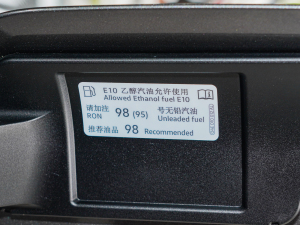 E10 乙醇汽油允许使用
Allowed Ethanol fuel E10
请加注 98 (95) 号无铅汽油
RON Unleaded fuel
推荐油品 98 Recommended